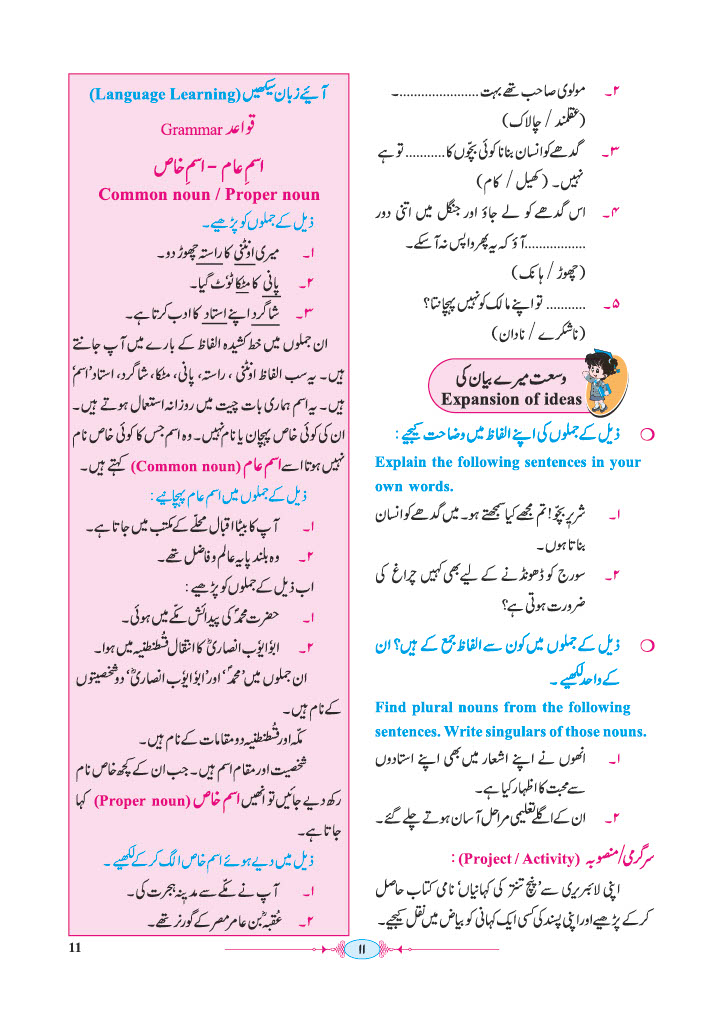 ۲۔ مولوی صاحب تھے بہت ......................۔
(عقلمند / چالاک)
۳۔ گدھے کو انسان بنانا کوئی بچّوں کا........... تو ہے
نہیں۔ (کھیل / کام)
۴۔ اس گدھے کو لے جاؤ اور جنگل میں اتنی دور
.................آؤ کہ یہ پھر واپس نہ آ سکے۔
(چھوڑ / ہانک)
۵۔ ........... تو اپنے مالک کو نہیں پہچانتا؟
(ناشکرے / نادان)
وسعت میرے بیان کی
Expansion of ideas
ذیل کے جملوں کی اپنے الفاظ میں وضاحت کیجیے :
Explain the following sentences in your
own words.
۱۔ شریر بچّو! تم مجھے کیا سمجھتے ہو۔ میں گدھے کو انسان
بناتا ہوں۔
۲۔ سورج کو ڈھونڈنے کے لیے بھی کہیں چراغ کی
ضرورت ہوتی ہے؟
ذیل کے جملوں میں کون سے الفاظ جمع کے ہیں؟ ان
کے واحد لکھیے ۔
Find plural nouns from the following
sentences. Write singulars of those nouns.
۱۔ انھوں نے اپنے اشعار میں بھی اپنے استادوں
سے محبت کا اظہار کیا ہے۔
۲۔ ان کے اگلے تعلیمی مراحل آسان ہوتے چلے گئے۔
سرگرمی/منصوبہ (Project / Activity) :
اپنی لائبریری سے ’پنچ تنتر کی کہانیاں‘ نامی کتاب حاصل
کر کے پڑھیے اور اپنی پسند کی کسی ایک کہانی کو بیاض میں نقل کیجیے۔
آئیے زبان سیکھیں (Language Learning)
قواعد Grammar
اسمِ عام – اسمِ خاص
Common noun / Proper noun
ذیل کے جملوں کو پڑھیے۔
۱۔ میری اونٹنی کا راستہ چھوڑ دو۔
۲۔ پانی کا مٹکا ٹوٹ گیا۔
۳۔ شاگرد اپنے استاد کا ادب کرتا ہے۔
ان جملوں میں خط کشیدہ الفاظ کے بارے میں آپ جانتے
ہیں۔ یہ سب الفاظ اونٹنی ، راستہ، پانی، مٹکا، شاگرد، استاد ’اسم‘
ہیں۔ یہ اسم ہماری بات چیت میں روزانہ استعمال ہوتے ہیں۔
ان کی کوئی خاص پہچان یا نام نہیں۔ وہ اسم جس کا کوئی خاص نام
نہیں ہوتا اسے اسمِ عام (Common noun) کہتے ہیں۔
ذیل کے جملوں میں اسم عام پہچانیے :
۱۔ آپ کا بیٹا اقبال محلّے کے مکتب میں جاتا ہے۔
۲۔ وہ بلند پایہ عالم و فاضل تھے۔
اب ذیل کے جملوں کو پڑھیے :
۱۔ حضرت محمدؐ کی پیدائش مکّے میں ہوئی۔
۲۔ ابو ایّوب انصاریؓ کا انتقال قسطنطنیہ میں ہوا۔
ان جملوں میں ’محمدؐ‘ اور ’ابو ایّوب انصاریؓ‘ دو شخصیتوں
کے نام ہیں۔
مکّہ اور قسطنطنیہ دو مقامات کے نام ہیں۔
شخصیت اور مقام اسم ہیں۔ جب ان کے کچھ خاص نام
رکھ دیے جائیں تو انھیں اسمِ خاص (Proper noun) کہا
جاتا ہے۔
ذیل میں دیے ہوئے اسم خاص الگ کر کے لکھیے ۔
۱۔ آپ نے مکّے سے مدینہ ہجرت کی۔
۲۔ عُقبہؓ بن عامر مصر کے گورنر تھے۔
11
۱۱